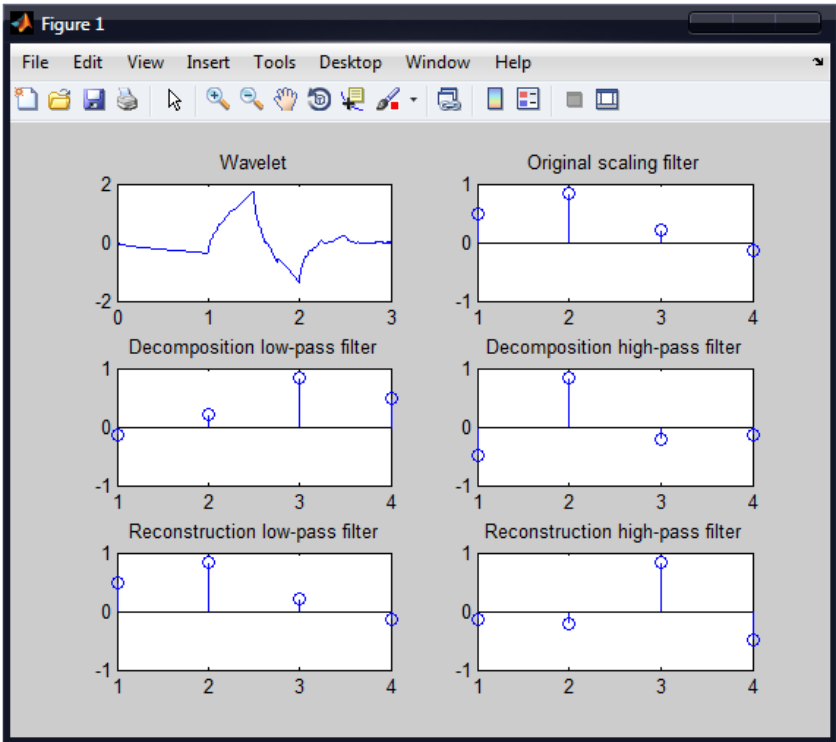 Figure 1
File Edit View Insert Tools Desktop Window Help
Wavelet
2
0
-2
0 1 2 3
Original scaling filter
1
0
-1
1 2 3 4
Decomposition low-pass filter
1
0
-1
1 2 3 4
Decomposition high-pass filter
1
0
-1
1 2 3 4
Reconstruction low-pass filter
1
0
-1
1 2 3 4
Reconstruction high-pass filter
1
0
-1
1 2 3 4